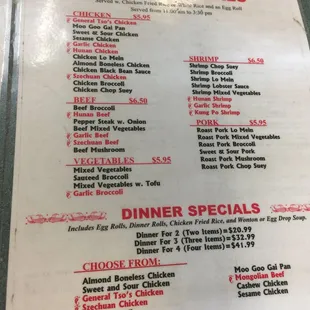 Served w. Chicken Fried Rice or White Rice and an Egg Roll
Served from 11:00 am to 3:30 pm
CHICKEN $5.95
General Tso's Chicken
Moo Goo Gai Pan
Sweet & Sour Chicken
Sesame Chicken
Garlic Chicken
Hunan Chicken
Chicken Lo Mein
Almond Boneless Chicken
Chicken Black Bean Sauce
Szechuan Chicken
Chicken Broccoli
Chicken Chop Suey
BEEF $6.50
Beef Broccoli
Hunan Beef
Pepper Steak w. Onion
Beef Mixed Vegetables
Garlic Beef
Szechuan Beef
Beef Mushroom
VEGETABLES $5.95
Mixed Vegetables
Sauteed Broccoli
Mixed Vegetables w. Tofu
Garlic Broccoli
SHRIMP $6.50
Shrimp Chop Suey
Shrimp Broccoli
Shrimp Lo Mein
Shrimp Lobster Sauce
Shrimp Mixed Vegetables
Hunan Shrimp
Garlic Shrimp
Kung Po Shrimp
PORK $5.95
Roast Pork Lo Mein
Roast Pork Mixed Vegetables
Roast Pork Broccoli
Sweet & Sour Pork
Roast Pork Mushrooms
Roast Pork Chop Suey
DINNER SPECIALS
Includes Egg Rolls, Dinner Rolls, Chicken Fried Rice, and Wonton or Egg Drop Soup.
Dinner For 2 (Two Items)=$20.99
Dinner For 3 (Three Items)=$32.99
Dinner For 4 (Four Items)=$41.99
CHOOSE FROM:
Almond Boneless Chicken
Sweet and Sour Chicken
General Tso's Chicken
Szechuan Chicken
Moo Goo Gai Pan
Mongolian Beef
Cashew Chicken
Sesame Chicken